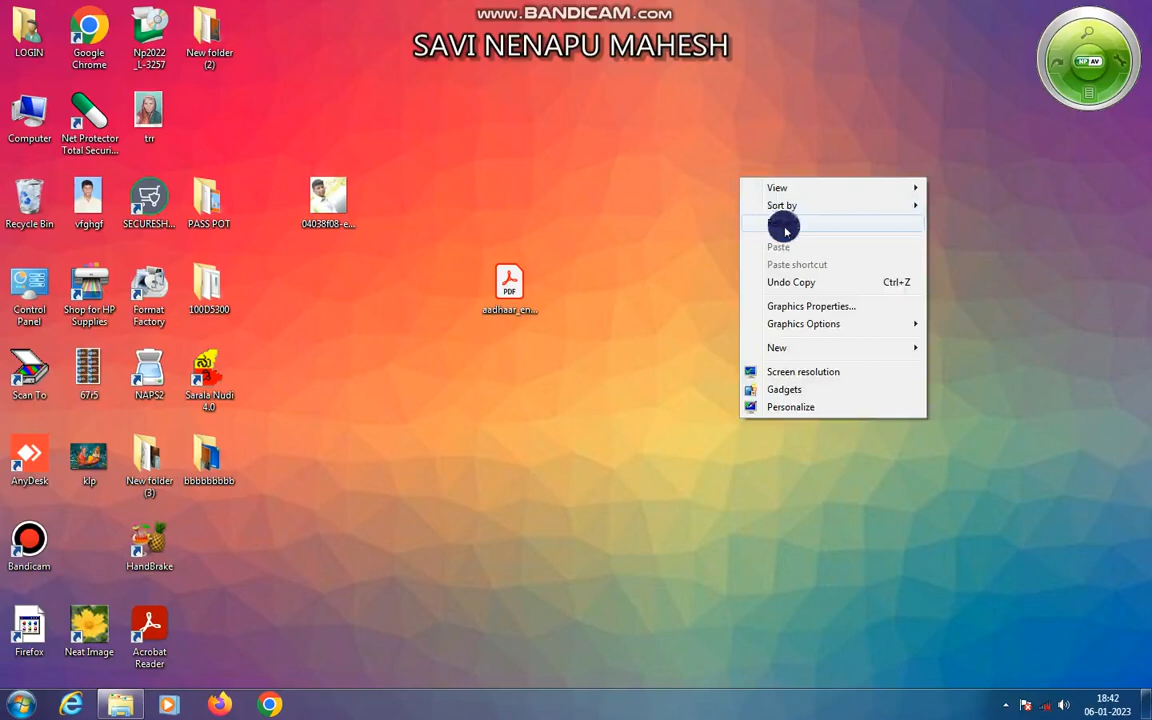 www.BANDICAM.com
SAVI NENAPU MAHESH
LOGIN
Google
Chrome
Np2022
_L-3257
New folder
(2)
NP AV
Computer
Net Protector
Total Securi...
trr
Recycle Bin
vfghgf
SECURESH...
PASS POT
04038f08-e...
Control
Panel
Shop for HP
Supplies
Format
Factory
100D5300
PDF
aadhaar_en...
View
Sort by
Paste
Paste shortcut
Undo Copy Ctrl+Z
Graphics Properties...
Graphics Options
New
Screen resolution
Gadgets
Personalize
Scan To
67r5
NAPS2
ನು
Sarala Nudi
4.0
AnyDesk
klp
New folder
(3)
bbbbbbbbb
Bandicam
HandBrake
Firefox
Neat Image
Acrobat
Reader
18:42
06-01-2023